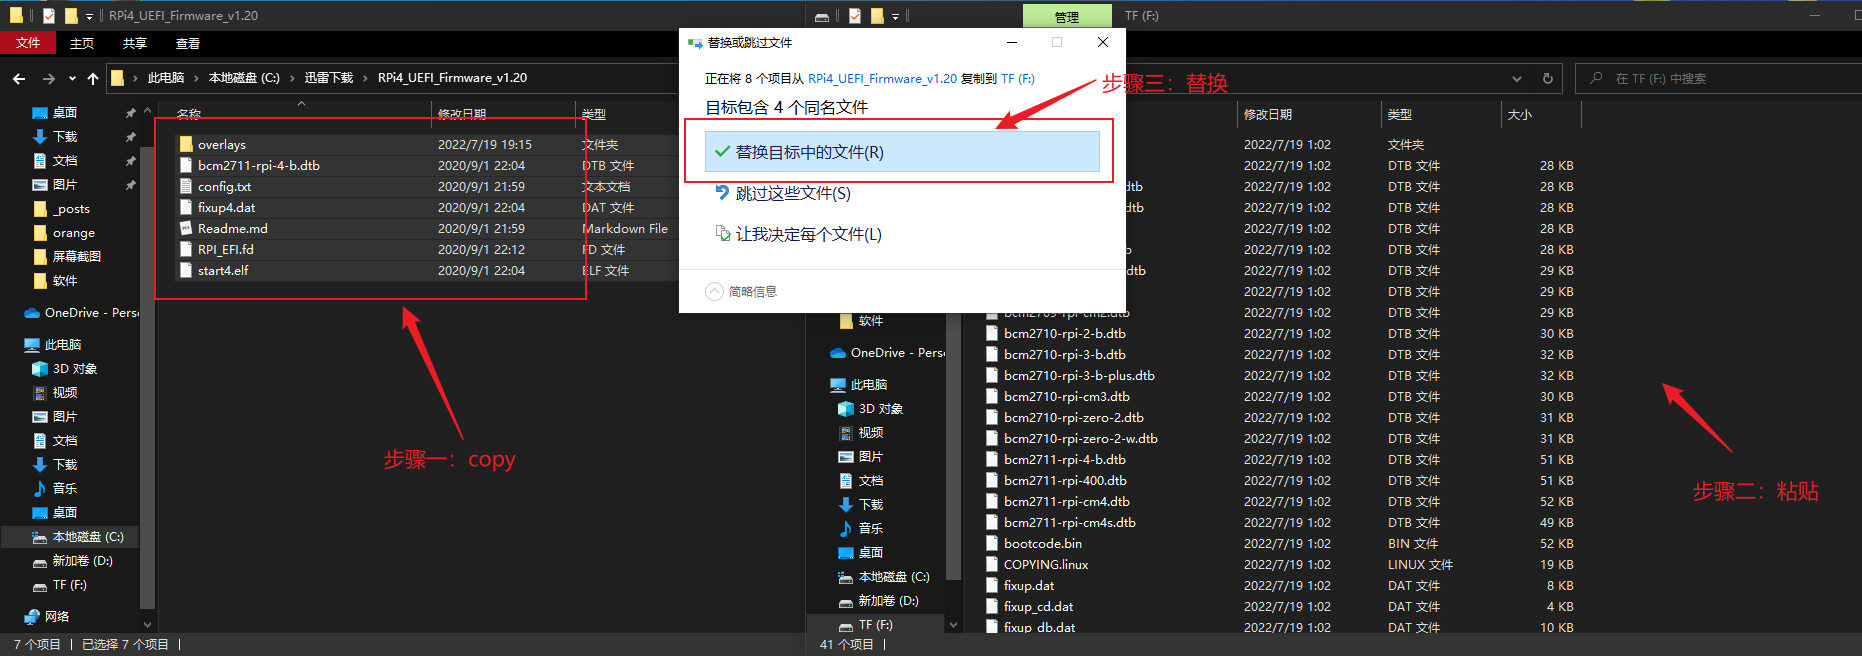 RPi4_UEFI_Firmware_v1.20
文件
主页
共享
查看
此电脑
本地磁盘 (C:)
迅雷下载
RPi4_UEFI_Firmware_v1.20
桌面
下载
文档
图片
_posts
orange
屏幕截图
软件
OneDrive - Pers
此电脑
3D 对象
视频
图片
文档
下载
音乐
桌面
本地磁盘 (C:)
新加卷 (D:)
TF (F:)
网络
名称 修改日期 类型
overlays 2022/7/19 19:15 文件夹
bcm2711-rpi-4-b.dtb 2020/9/1 22:04 DTB 文件
config.txt 2020/9/1 21:59 文本文档
fixup4.dat 2020/9/1 22:04 DAT 文件
Readme.md 2020/9/1 21:59 Markdown File
RPI_EFI.fd 2020/9/1 22:12 FD 文件
start4.elf 2020/9/1 22:04 ELF 文件
步骤一：copy
7 个项目
已选择 7 个项目
管理
TF (F:)
替换或跳过文件
正在将 8 个项目从 RPi4_UEFI_Firmware_v1.20 复制到 TF (F:)
目标包含 4 个同名文件
替换目标中的文件(R)
跳过这些文件(S)
让我决定每个文件(L)
简略信息
步骤三：替换
在 TF (F:) 中搜索
软件
OneDrive - Pers
此电脑
3D 对象
视频
图片
文档
下载
音乐
桌面
本地磁盘 (C:)
新加卷 (D:)
TF (F:)
修改日期 类型 大小
2022/7/19 1:02 文件夹
2022/7/19 1:02 DTB 文件 28 KB
dtb 2022/7/19 1:02 DTB 文件 28 KB
dtb 2022/7/19 1:02 DTB 文件 28 KB
2022/7/19 1:02 DTB 文件 28 KB
b 2022/7/19 1:02 DTB 文件 28 KB
dtb 2022/7/19 1:02 DTB 文件 29 KB
2022/7/19 1:02 DTB 文件 29 KB
bcm2709-rpi-cm2.dtb 2022/7/19 1:02 DTB 文件 29 KB
bcm2710-rpi-2-b.dtb 2022/7/19 1:02 DTB 文件 30 KB
bcm2710-rpi-3-b.dtb 2022/7/19 1:02 DTB 文件 32 KB
bcm2710-rpi-3-b-plus.dtb 2022/7/19 1:02 DTB 文件 32 KB
bcm2710-rpi-cm3.dtb 2022/7/19 1:02 DTB 文件 30 KB
bcm2710-rpi-zero-2.dtb 2022/7/19 1:02 DTB 文件 31 KB
bcm2710-rpi-zero-2-w.dtb 2022/7/19 1:02 DTB 文件 31 KB
bcm2711-rpi-4-b.dtb 2022/7/19 1:02 DTB 文件 51 KB
bcm2711-rpi-400.dtb 2022/7/19 1:02 DTB 文件 51 KB
bcm2711-rpi-cm4.dtb 2022/7/19 1:02 DTB 文件 52 KB
bcm2711-rpi-cm4s.dtb 2022/7/19 1:02 DTB 文件 49 KB
bootcode.bin 2022/7/19 1:02 BIN 文件 52 KB
COPYING.linux 2022/7/19 1:02 LINUX 文件 19 KB
fixup.dat 2022/7/19 1:02 DAT 文件 8 KB
fixup_cd.dat 2022/7/19 1:02 DAT 文件 4 KB
fixup_db.dat 2022/7/19 1:02 DAT 文件 10 KB
步骤二：粘贴
41 个项目